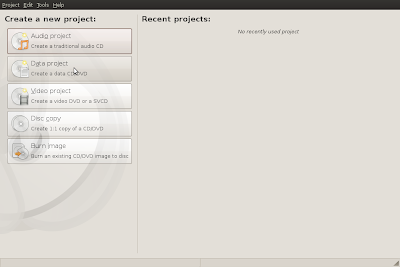 Project Edit Tools Help
Create a new project:
Recent projects:
No recently used project
Audio project
Create a traditional audio CD
Data project
Create a data CD/DVD
Video project
Create a video DVD or a SVCD
Disc copy
Create 1:1 copy of a CD/DVD
Burn image
Burn an existing CD/DVD image to disc